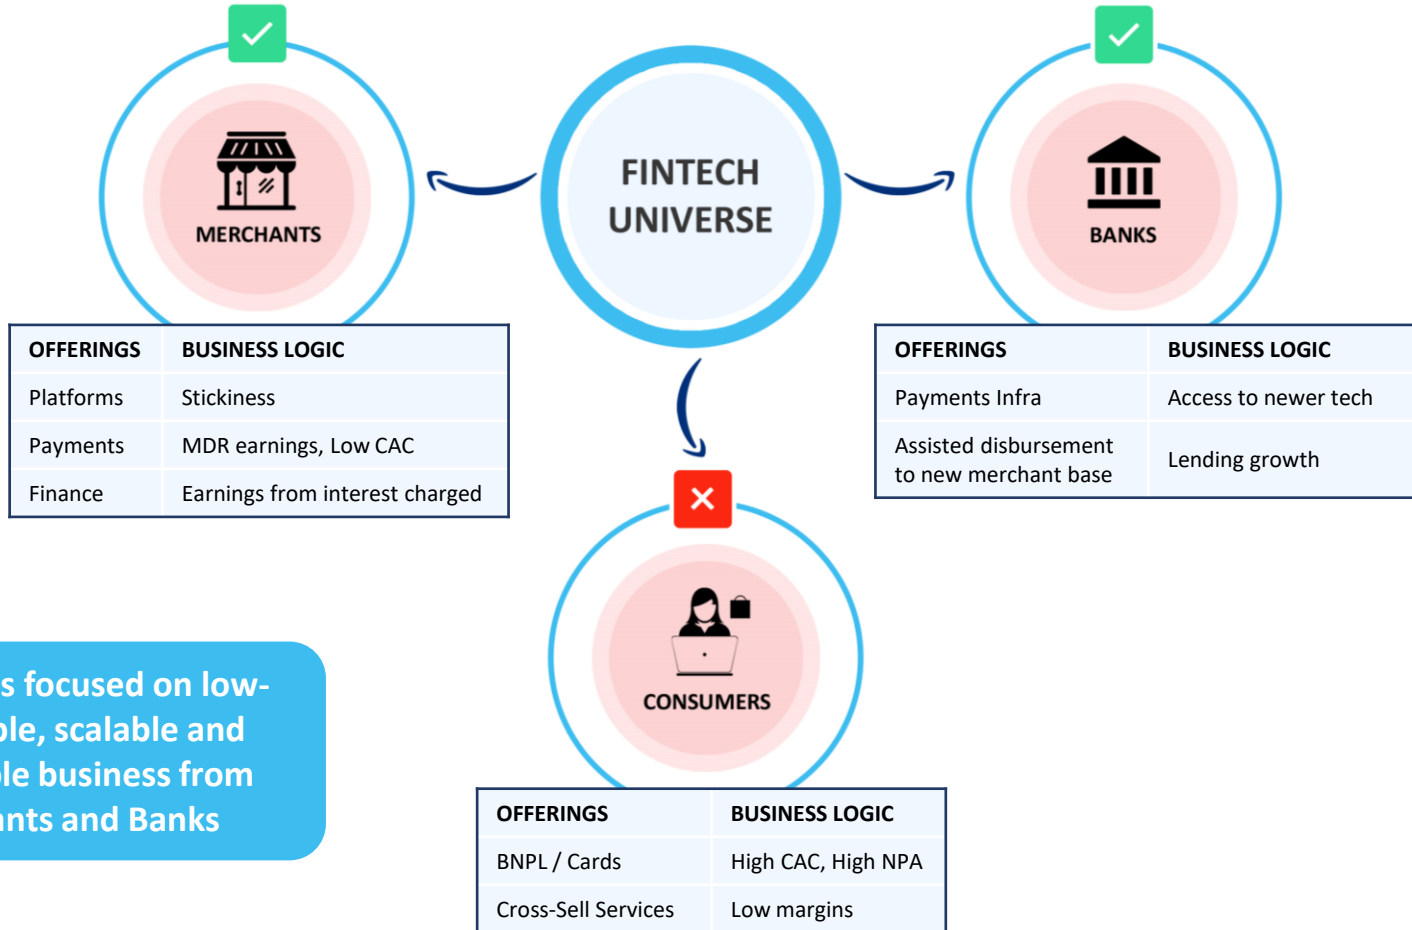 FINTECH
UNIVERSE
MERCHANTS
OFFERINGS BUSINESS LOGIC
Platforms Stickiness
Payments MDR earnings, Low CAC
Finance Earnings from interest charged
BANKS
OFFERINGS BUSINESS LOGIC
Payments Infra Access to newer tech
Assisted disbursement
to new merchant base Lending growth
CONSUMERS
OFFERINGS BUSINESS LOGIC
BNPL / Cards High CAC, High NPA
Cross-Sell Services Low margins
focused on low-
scalable and
business from
and Banks